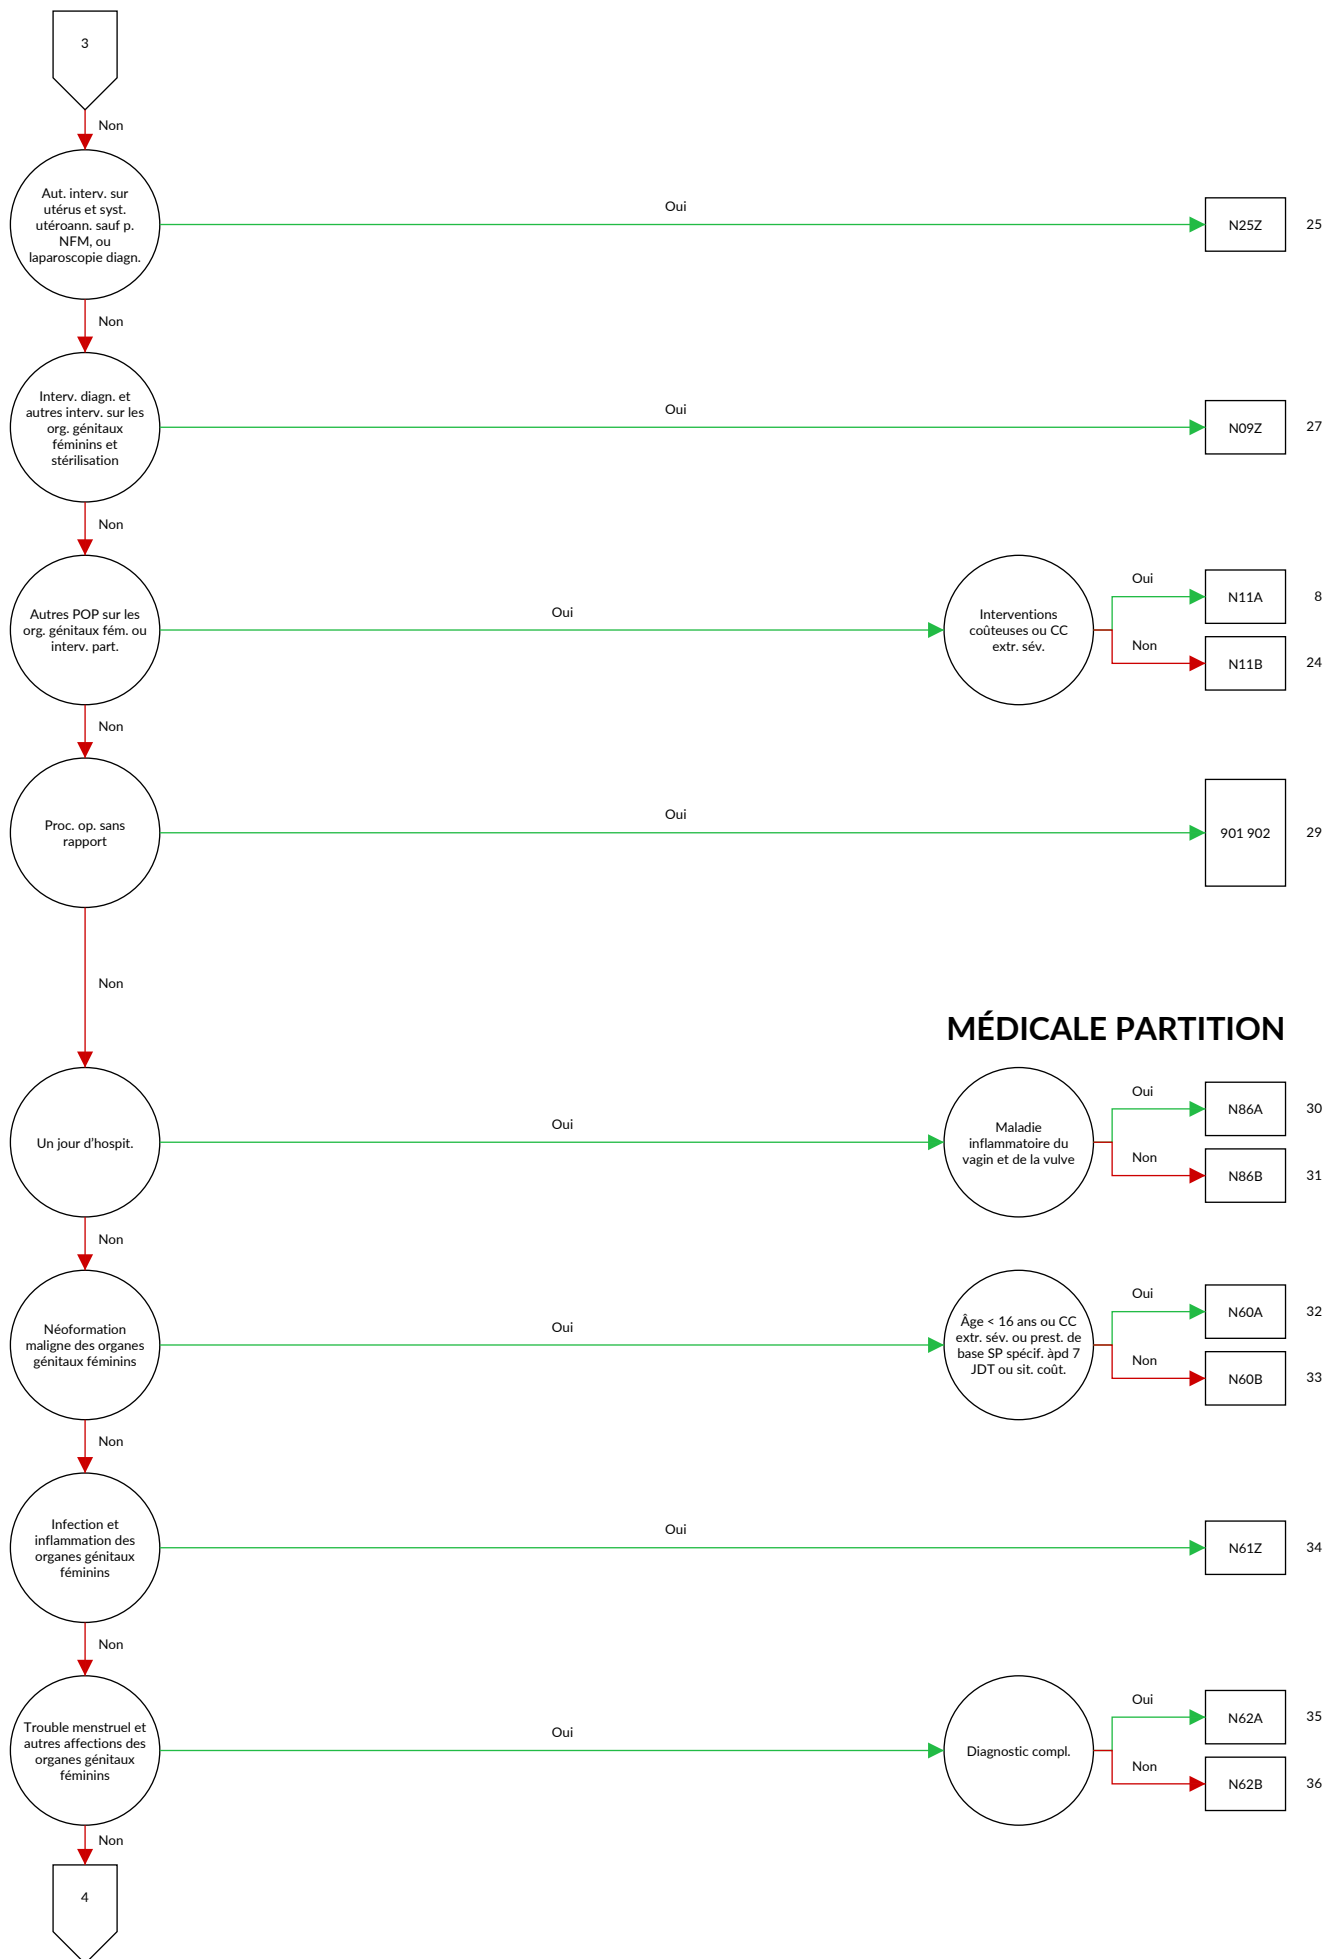 3
Non
Aut. interv. sur
utérus et syst.
utéroann. sauf p.
NFM, ou
laparoscopie diagn.
Oui
N25Z
25
Non
Interv. diagn. et
autres interv. sur les
org. génitaux
féminins et
stérilisation
Oui
N09Z
27
Non
Autres POP sur les
org. génitaux fém. ou
interv. part.
Oui
Interventions
coûteuses ou CC
extr. sév.
Oui
N11A
8
Non
N11B
24
Non
Proc. op. sans
rapport
Oui
901 902
29
Non
MÉDICALE PARTITION
Un jour d'hospit.
Oui
Maladie
inflammatoire du
vagin et de la vulve
Oui
N86A
30
Non
N86B
31
Non
Néoformation
maligne des organes
génitaux féminins
Oui
Âge < 16 ans ou CC
extr. sév. ou prest. de
base SP spécif. àpd 7
JDT ou sit. coût.
Oui
N60A
32
Non
N60B
33
Non
Infection et
inflammation des
organes génitaux
féminins
Oui
N61Z
34
Non
Trouble menstruel et
autres affections des
organes génitaux
féminins
Oui
Diagnostic compl.
Oui
N62A
35
Non
N62B
36
Non
4